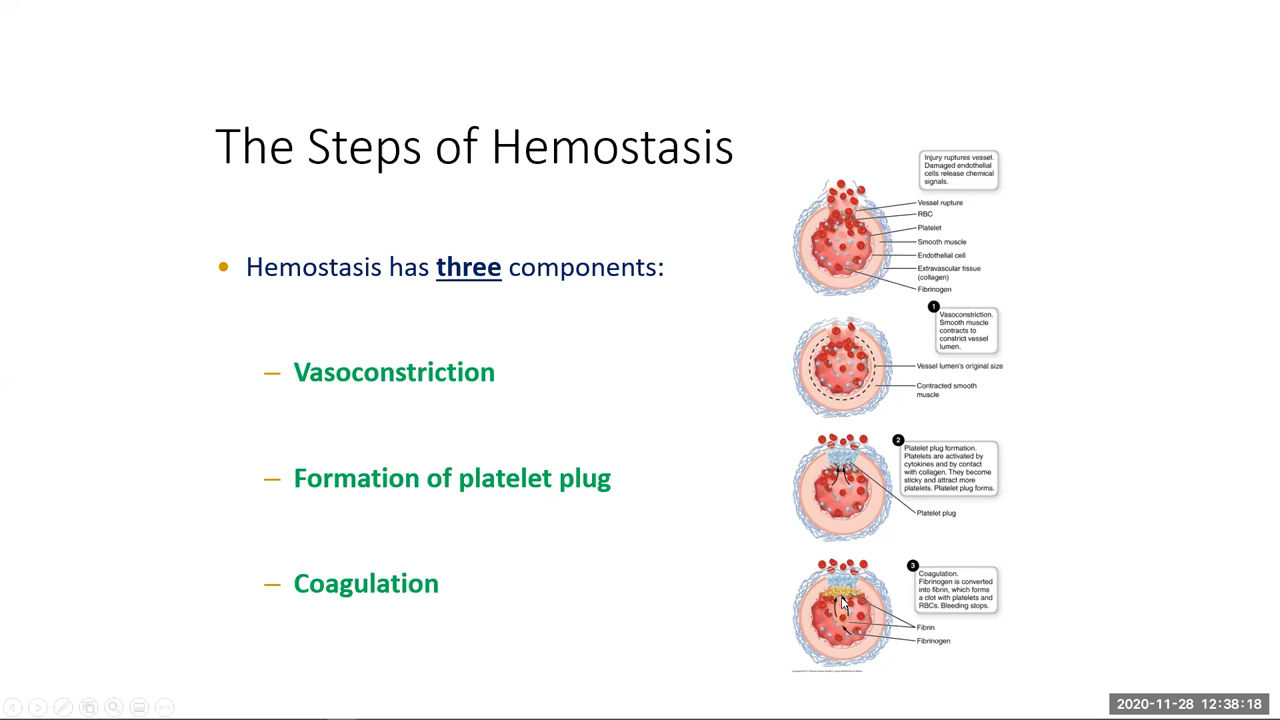 The Steps of Hemostasis
• Hemostasis has three components:
– Vasoconstriction
– Formation of platelet plug
– Coagulation
Injury ruptures vessel.
Damaged endothelial
cells release chemical
signals.
Vessel rupture
RBC
Platelet
Smooth muscle
Endothelial cell
Extravascular tissue
(collagen)
Fibrinogen
1
Vasoconstriction.
Smooth muscle
contracts to
constrict vessel
lumen.
Vessel lumen's original size
Contracted smooth
muscle
2
Platelet plug formation.
Platelets are activated by
cytokines and by contact
with collagen. They become
sticky and attract more
platelets. Platelet plug forms.
Platelet plug
3
Coagulation.
Fibrinogen is converted
into fibrin, which forms
a clot with platelets and
RBCs. Bleeding stops.
Fibrin
Fibrinogen
2020-11-28 12:38:18